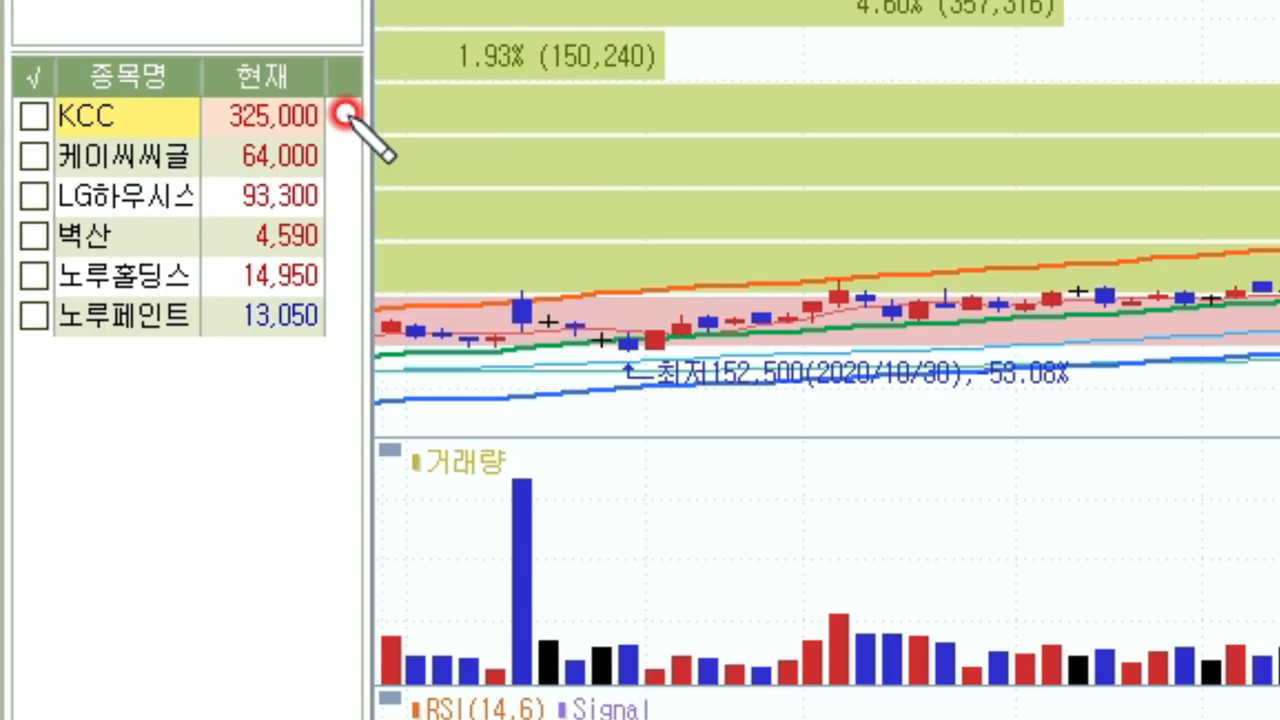 4.60% (357,316)
1.93% (150,240)
√ 종목명 현재
KCC 325,000
케이씨씨글 64,000
LG하우시스 93,300
벽산 4,590
노루홀딩스 14,950
노루페인트 13,050
최저152,500(2020/10/30), -53.08%
거래량
RSI(14,6) Signal